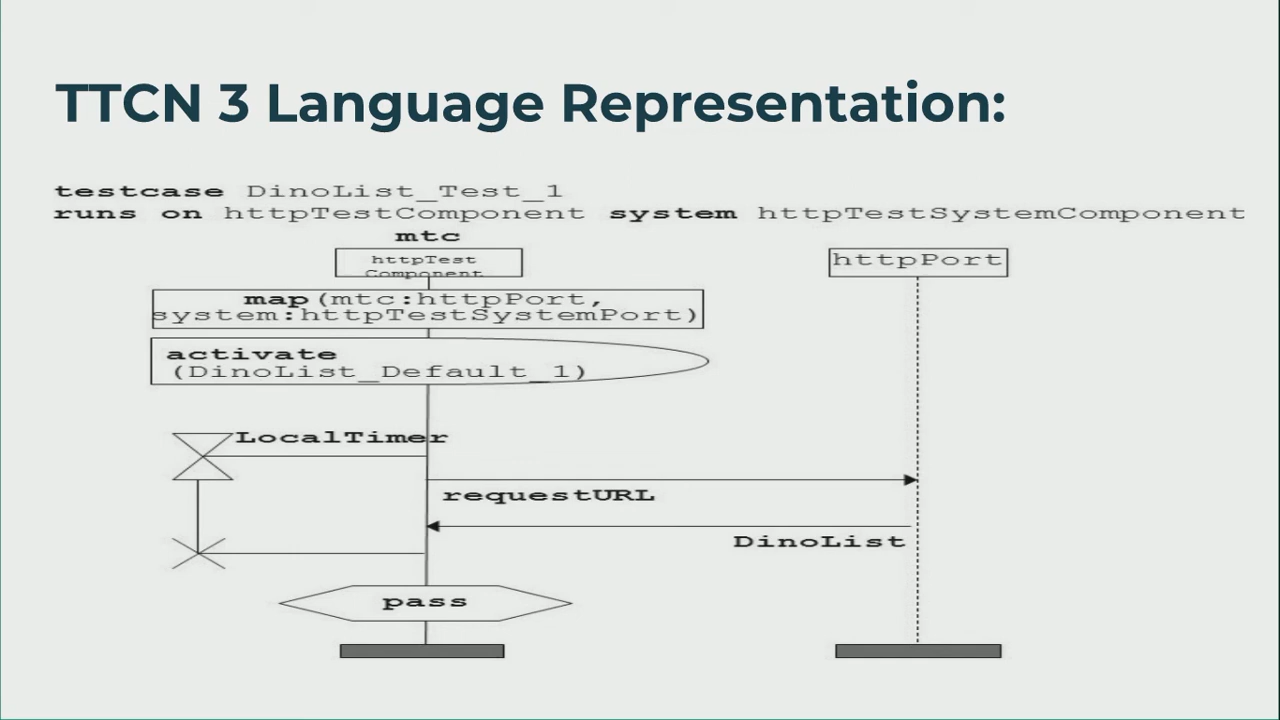 TTCN 3 Language Representation:
testcase DinoList_Test_1
runs on httpTestComponent system httpTestSystemComponent
mtc
httpTest
Component
httpPort
map(mtc:httpPort,
system:httpTestSystemPort)
activate
(DinoList_Default_1)
LocalTimer
requestURL
DinoList
pass